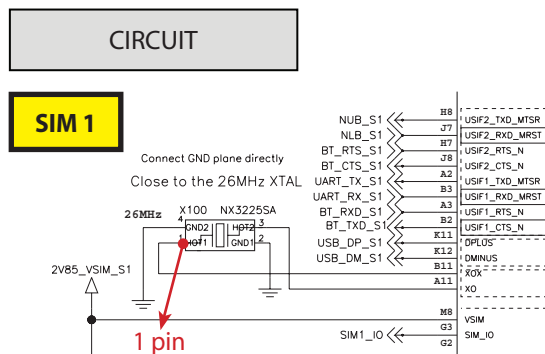 CIRCUIT
SIM 1
NUB_S1 H8 USIF2_TXD_MTSR
NLB_S1 J7 USIF2_RXD_MRST
BT_RTS_S1 H7 USIF2_RTS_N
BT_CTS_S1 J8 USIF2_CTS_N
UART_TX_S1 A2 USIF1_TXD_MTSR
UART_RX_S1 B3 USIF1_RXD_MRST
BT_RXD_S1 A3 USIF1_RTS_N
BT_TXD_S1 B2 USIF1_CTS_N
USB_DP_S1 K11 DPLUS
USB_DM_S1 K12 DMINUS
B11 XOX
A11 XO
M8 VSIM
SIM1_IO G3 SIM_IO
G2
Connect GND plane directly
Close to the 26MHz XTAL
26MHz X100 NX3225SA
4 GND2 HOT2 3
1 HOT1 GND1 2
2V85_VSIM_S1
1 pin